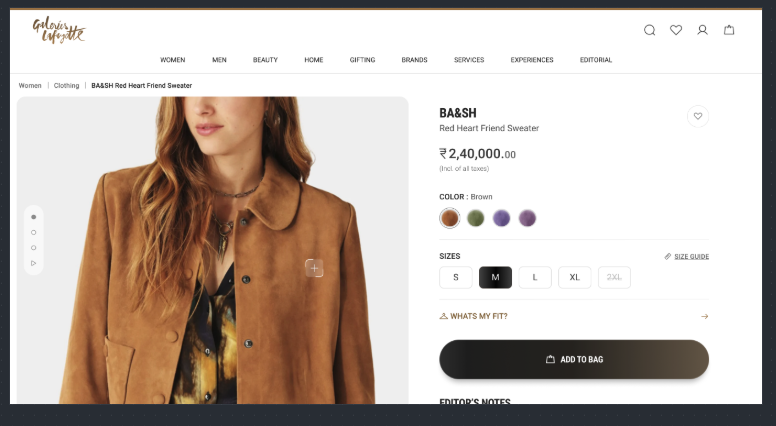 Galeries
Lafayette
WOMEN MEN BEAUTY HOME GIFTING BRANDS SERVICES EXPERIENCES EDITORIAL
Women | Clothing | BA&SH Red Heart Friend Sweater
BA&SH
Red Heart Friend Sweater
₹2,40,000.00
(Incl. of all taxes)
COLOR : Brown
SIZES SIZE GUIDE
S M L XL 2XL
WHATS MY FIT?
ADD TO BAG
EDITOR'S NOTES